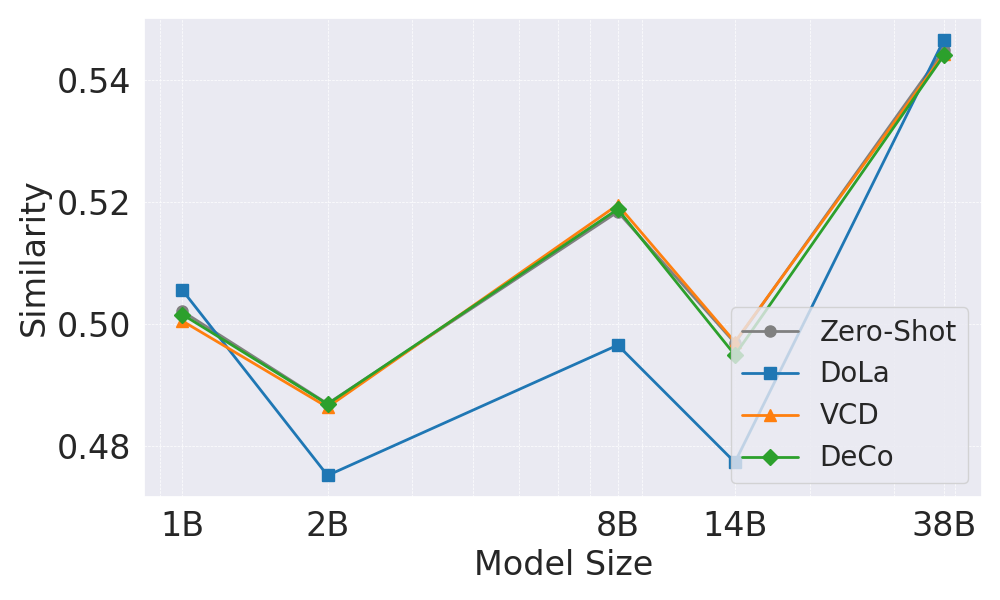 0.54
0.52
0.50
0.48
Similarity
1B 2B 8B 14B 38B
Model Size
Zero-Shot
DoLa
VCD
DeCo